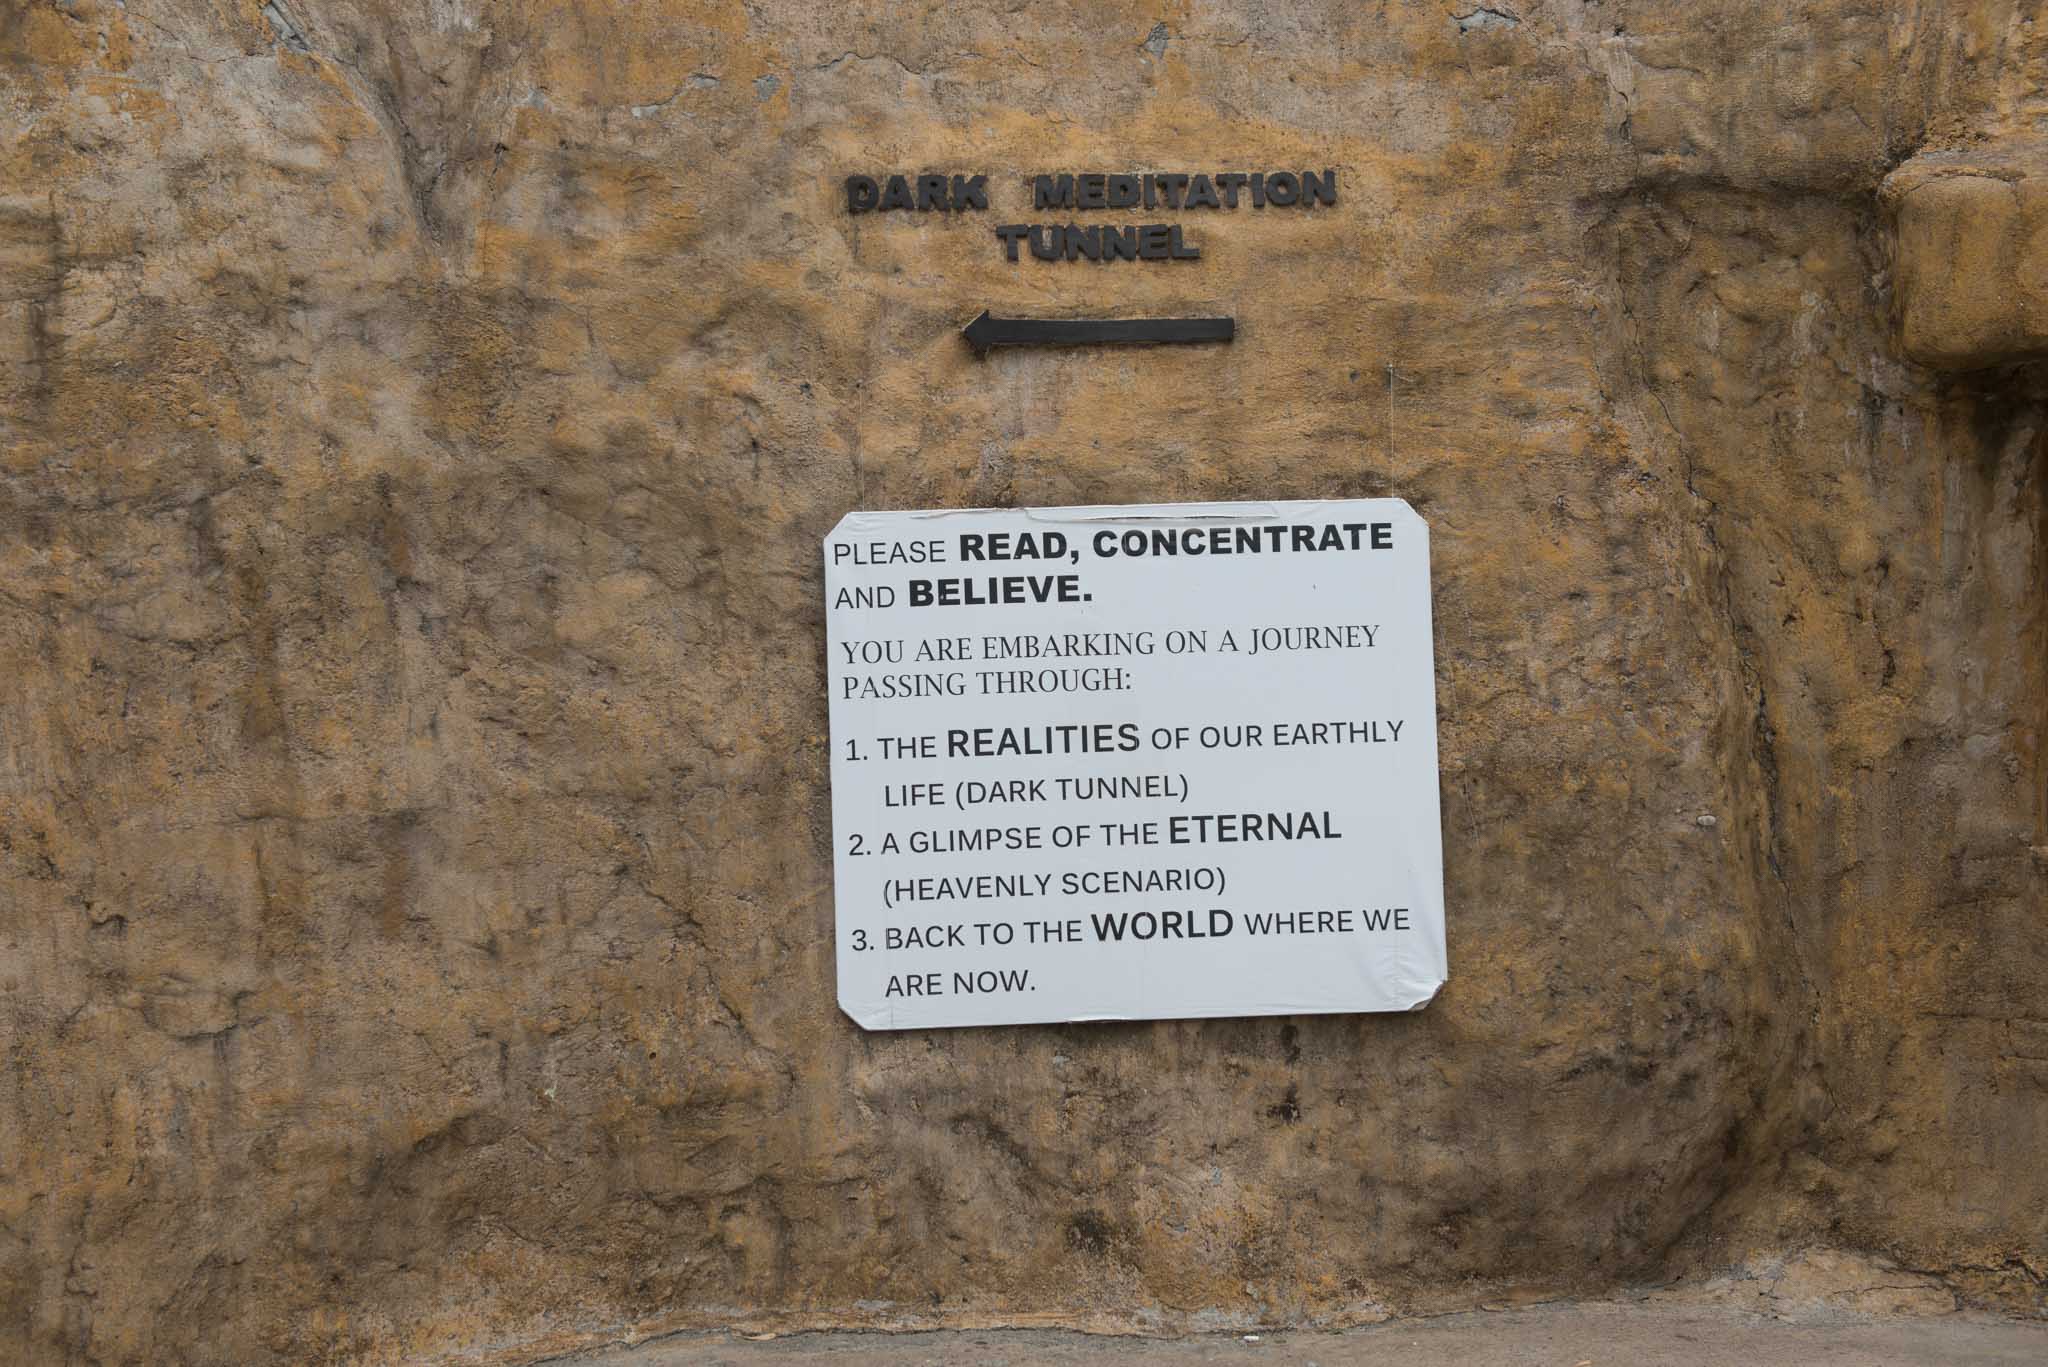 DARK MEDITATION
TUNNEL
PLEASE READ, CONCENTRATE
AND BELIEVE.
YOU ARE EMBARKING ON A JOURNEY
PASSING THROUGH:
1. THE REALITIES OF OUR EARTHLY
LIFE (DARK TUNNEL)
2. A GLIMPSE OF THE ETERNAL
(HEAVENLY SCENARIO)
3. BACK TO THE WORLD WHERE WE
ARE NOW.